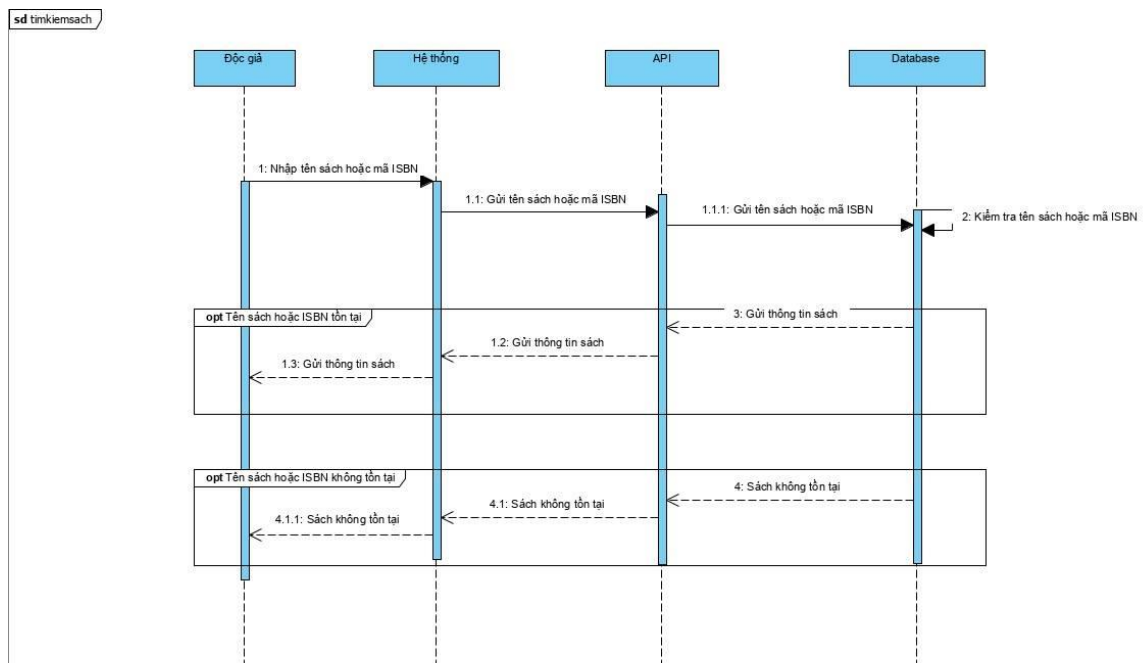 sd timkiemsach
Độc giả
Hệ thống
API
Database
1: Nhập tên sách hoặc mã ISBN
1.1: Gửi tên sách hoặc mã ISBN
1.1.1: Gửi tên sách hoặc mã ISBN
2: Kiểm tra tên sách hoặc mã ISBN
opt Tên sách hoặc ISBN tồn tại
3: Gửi thông tin sách
1.2: Gửi thông tin sách
1.3: Gửi thông tin sách
opt Tên sách hoặc ISBN không tồn tại
4: Sách không tồn tại
4.1: Sách không tồn tại
4.1.1: Sách không tồn tại